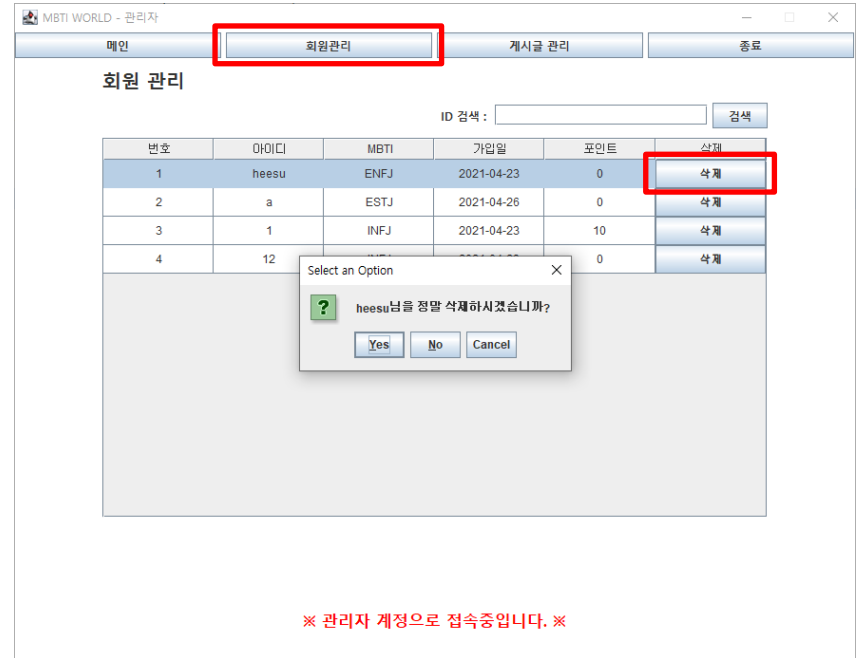 MBTI WORLD - 관리자
메인 회원관리 게시글 관리 종료
회원 관리
ID 검색 : 검색
번호 아이디 MBTI 가입일 포인트 삭제
1 heesu ENFJ 2021-04-23 0 삭제
2 a ESTJ 2021-04-26 0 삭제
3 1 INFJ 2021-04-23 10 삭제
4 12 0 삭제
Select an Option
heesu님을 정말 삭제하시겠습니까?
Yes No Cancel
※ 관리자 계정으로 접속중입니다. ※